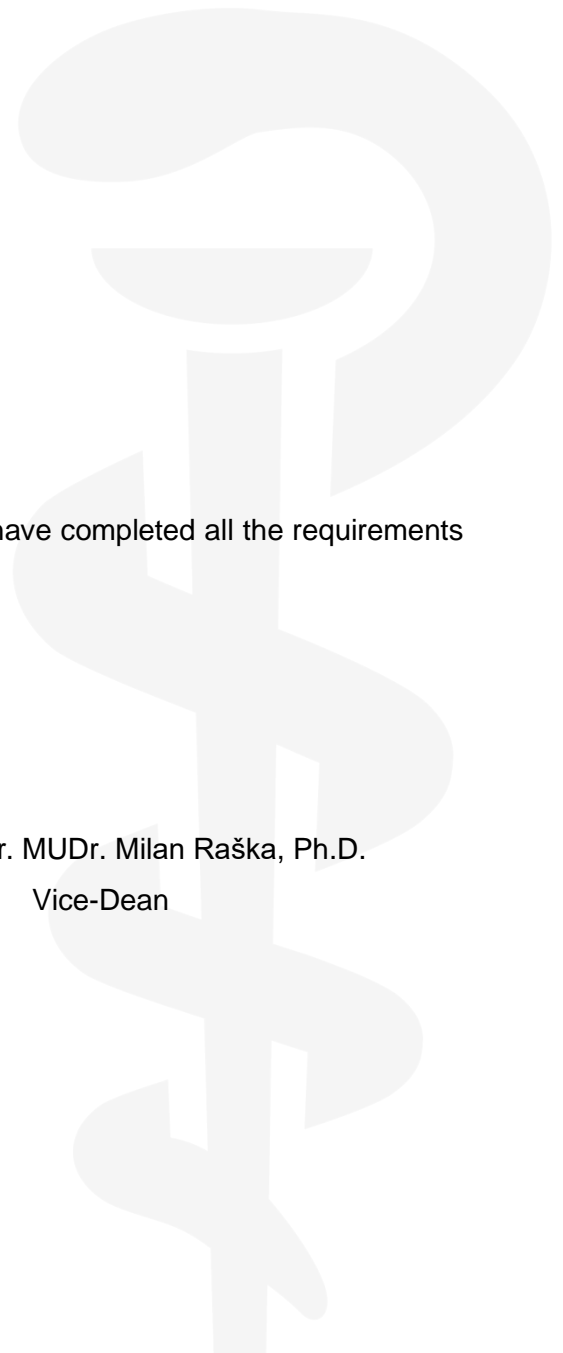 have completed all the requirements
r. MUDr. Milan Raška, Ph.D.
Vice-Dean